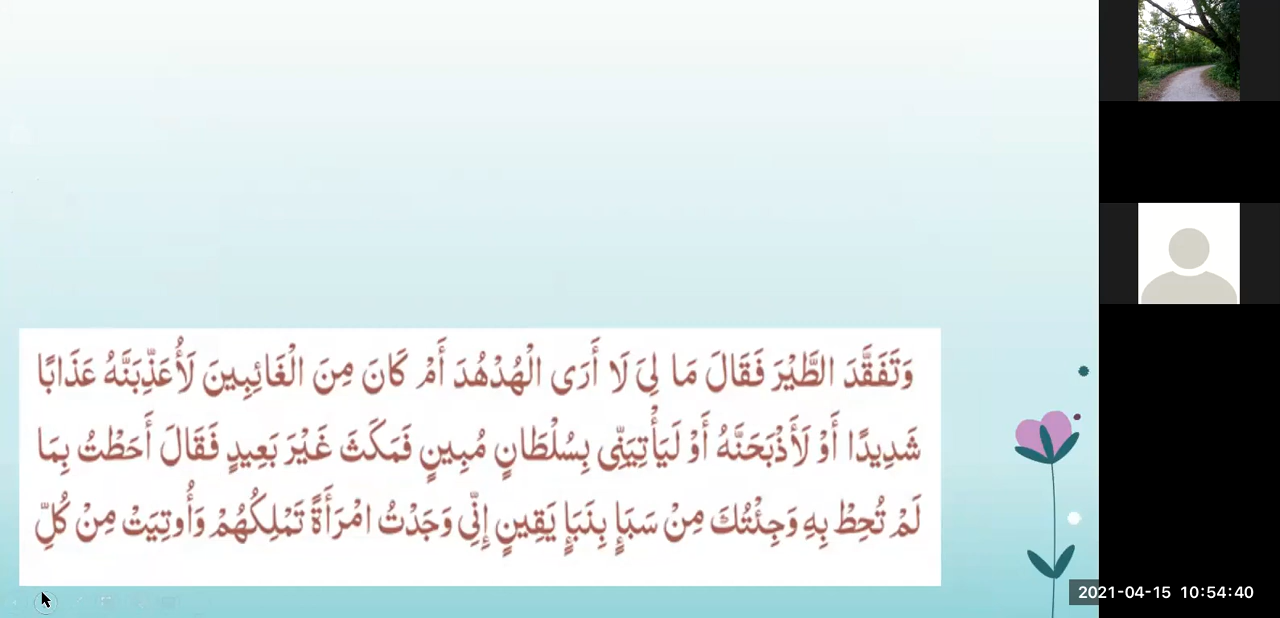 وَتَفَقَّدَ الطَّيْرَ فَقَالَ مَا لِيَ لَا أَرَى الْهُدْهُدَ أَمْ كَانَ مِنَ الْغَائِبِينَ لَأُعَذِّبَنَّهُ عَذَابًا
شَدِيدًا أَوْ لَأَذْبَحَنَّهُ أَوْ لَيَأْتِيَنِّى بِسُلْطَانٍ مُبِينٍ فَمَكَثَ غَيْرَ بَعِيدٍ فَقَالَ أَحَطْتُ بِمَا
لَمْ تُحِطْ بِهِ وَجِئْتُكَ مِنْ سَبَإٍ بِنَبَإٍ يَقِينٍ إِنِّى وَجَدْتُ امْرَأَةً تَمْلِكُهُمْ وَأُوتِيَتْ مِنْ كُلِّ
2021-04-15 10:54:40